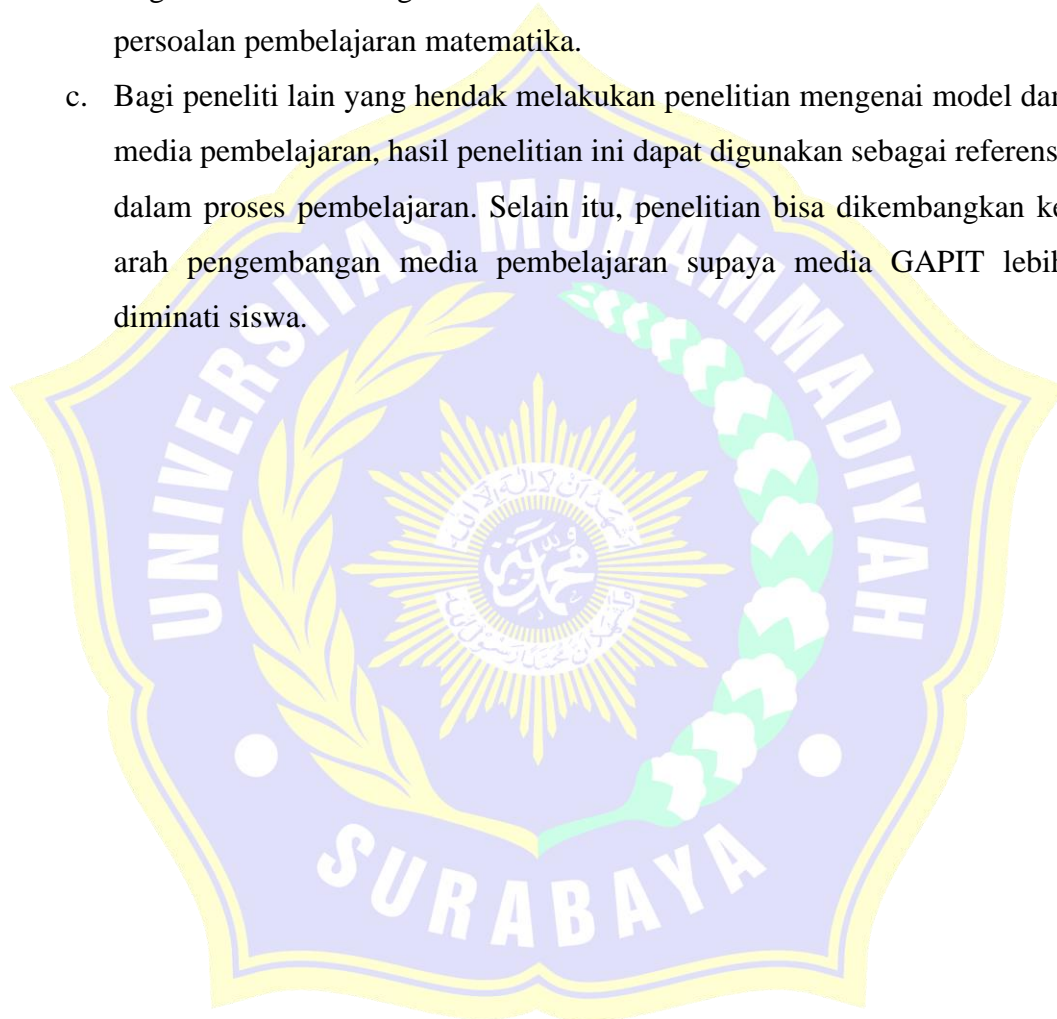 persoalan pembelajaran matematika.
c. Bagi peneliti lain yang hendak melakukan penelitian mengenai model dan
media pembelajaran, hasil penelitian ini dapat digunakan sebagai referens
dalam proses pembelajaran. Selain itu, penelitian bisa dikembangkan ke
arah pengembangan media pembelajaran supaya media GAPIT lebih
diminati siswa.
UNIVERSITAS MUHAMMADIYAH
محمد
SURABAYA